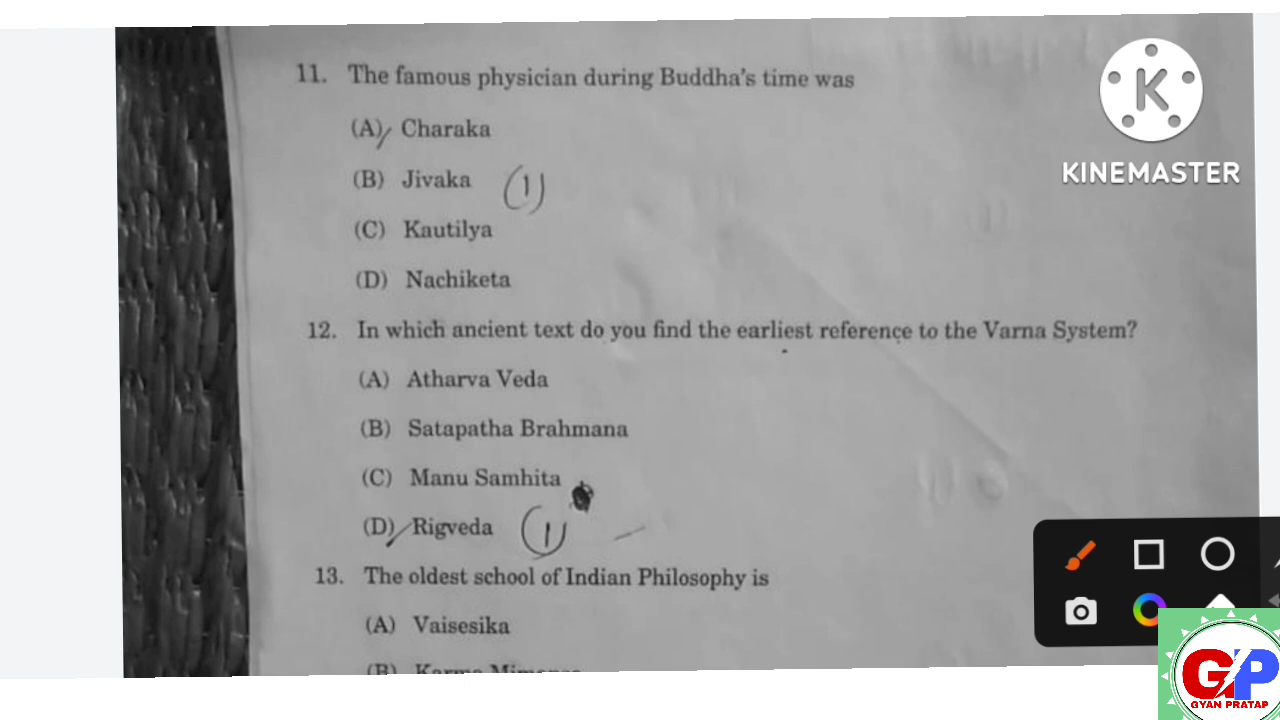 11. The famous physician during Buddha's time was
(A) Charaka
(B) Jivaka (1)
(C) Kautilya
(D) Nachiketa
12. In which ancient text do you find the earliest reference to the Varna System?
(A) Atharva Veda
(B) Satapatha Brahmana
(C) Manu Samhita
(D) Rigveda (1)
13. The oldest school of Indian Philosophy is
(A) Vaisesika
(B) Karma
K
KINEMASTER
GP
GYAN PRATAP